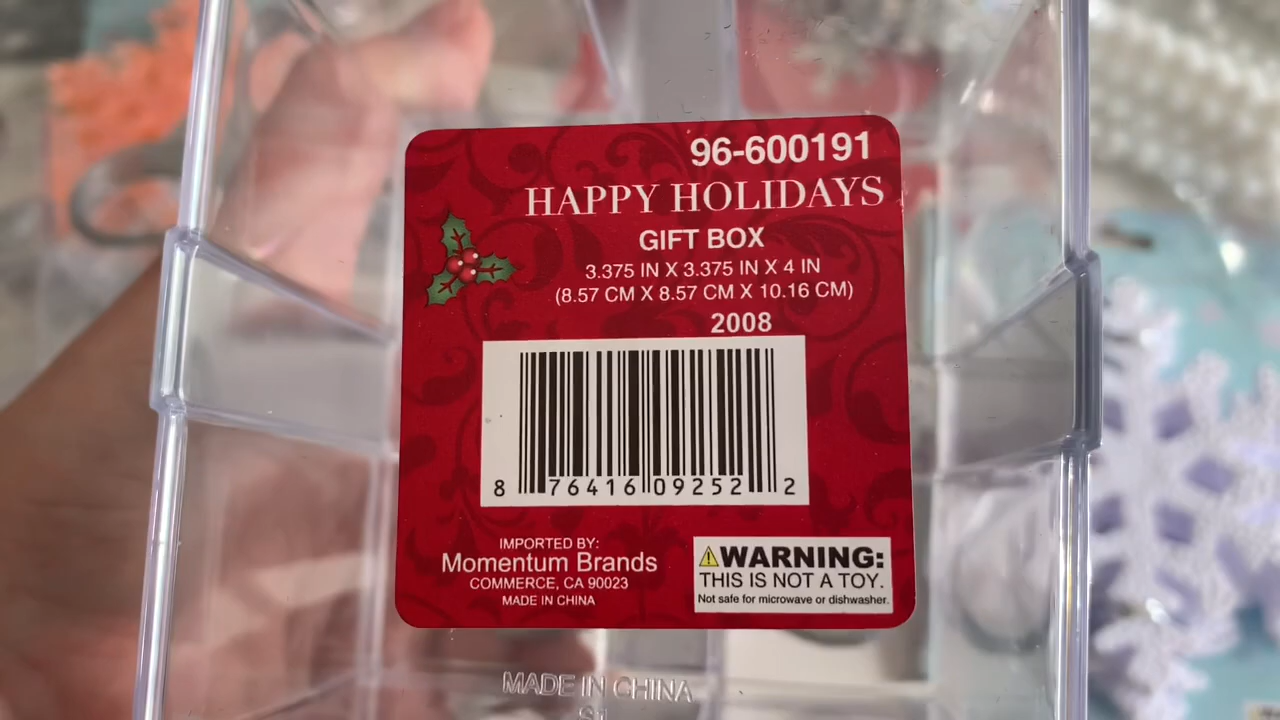 96-600191
HAPPY HOLIDAYS
GIFT BOX
3.375 IN X 3.375 IN X 4 IN
(8.57 CM X 8.57 CM X 10.16 CM)
2008
8 76416 09252 2
IMPORTED BY:
Momentum Brands
COMMERCE, CA 90023
MADE IN CHINA
WARNING:
THIS IS NOT A TOY.
Not safe for microwave or dishwasher.
MADE IN CHINA